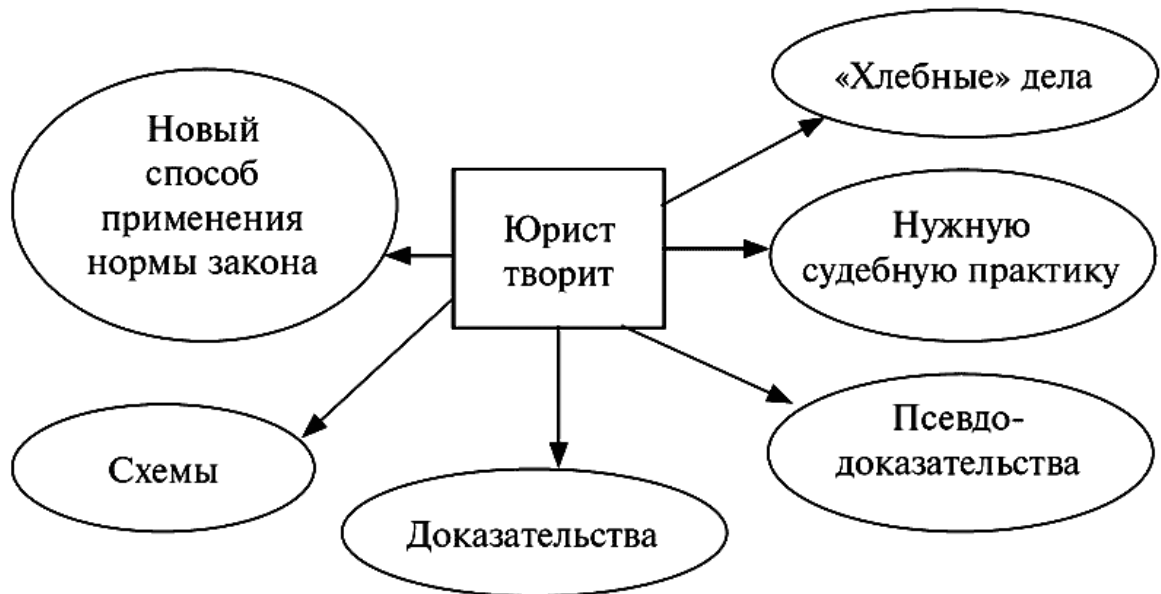 «Хлебные» дела
Новый
способ
применения
нормы закона
Юрист
творит
Нужную
судебную практику
Псевдо-
доказательства
Схемы
Доказательства